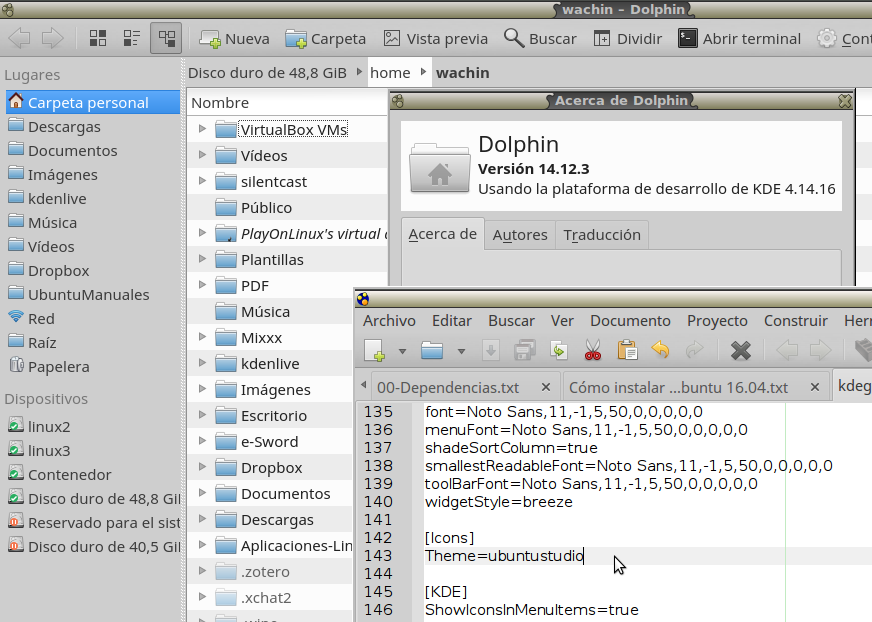 wachin – Dolphin
Nueva Carpeta Vista previa Buscar Dividir Abrir terminal
Lugares
Carpeta personal
Descargas
Documentos
Imágenes
kdenlive
Música
Vídeos
Dropbox
UbuntuManuales
Red
Raíz
Papelera
Dispositivos
linux2
linux3
Contenedor
Disco duro de 48,8 GiB
Reservado para el sist
Disco duro de 40,5 GiB
Disco duro de 48,8 GiB home wachin
Nombre
VirtualBox VMs
Vídeos
silentcast
Público
PlayOnLinux's virtual
Plantillas
PDF
Música
Mixxx
kdenlive
Imágenes
Escritorio
e-Sword
Dropbox
Documentos
Descargas
Aplicaciones-Lin
.zotero
.xchat2
.wine
Acerca de Dolphin
Dolphin
Versión 14.12.3
Usando la plataforma de desarrollo de KDE 4.14.16
Acerca de Autores Traducción
Archivo Editar Buscar Ver Documento Proyecto Construir Herr
00-Dependencias.txt Cómo instalar ...buntu 16.04.txt kdeg
135 font=Noto Sans,11,-1,5,50,0,0,0,0,0
136 menuFont=Noto Sans,11,-1,5,50,0,0,0,0,0
137 shadeSortColumn=true
138 smallestReadableFont=Noto Sans,11,-1,5,50,0,0,0,0,0
139 toolBarFont=Noto Sans,11,-1,5,50,0,0,0,0,0
140 widgetStyle=breeze
141
142 [Icons]
143 Theme=ubuntustudio
144
145 [KDE]
146 ShowIconsInMenuItems=true